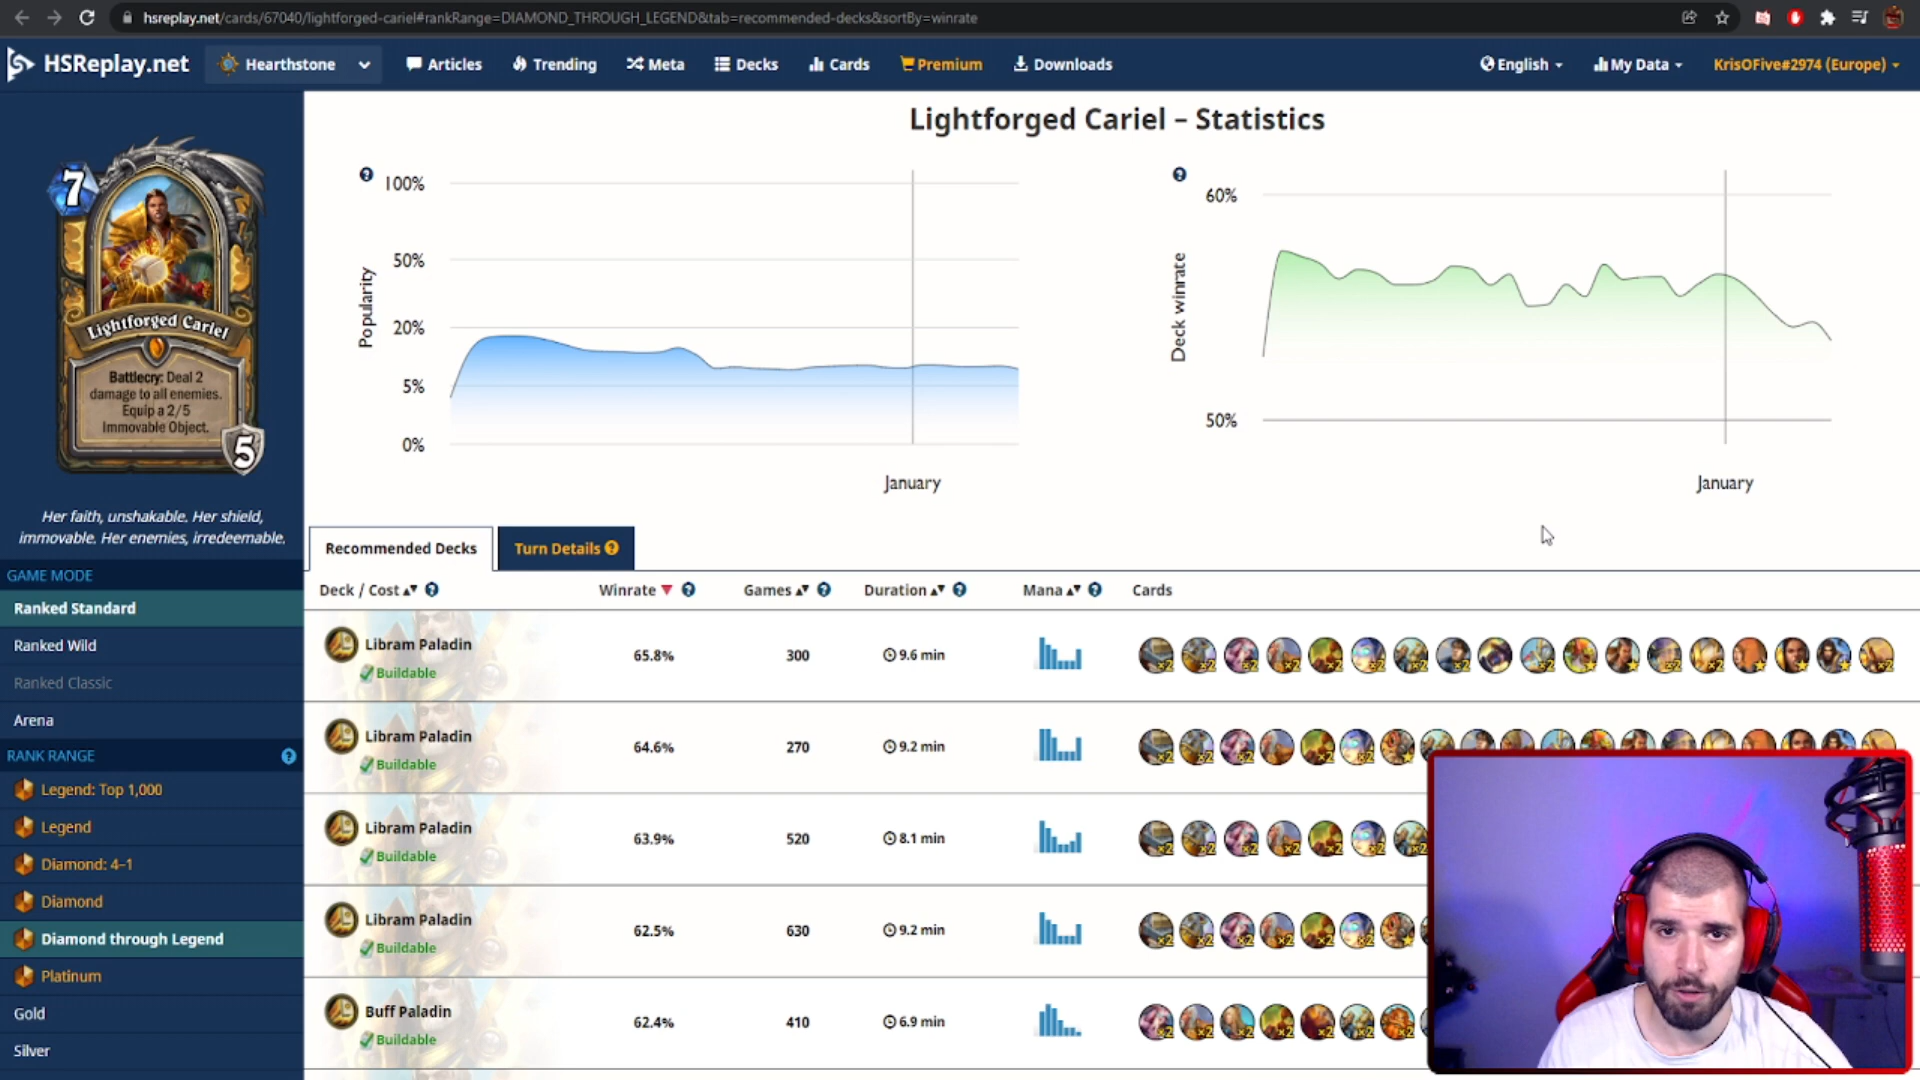 hsreplay.net/cards/67040/lightforged-cariel#rankRange=DIAMOND_THROUGH_LEGEND&tab=recommended-decks&sortBy=winrate
HSReplay.net
Hearthstone
Articles
Trending
Meta
Decks
Cards
Premium
Downloads
English
My Data
KrisOFive#2974 (Europe)
7
Lightforged Cariel
Battlecry: Deal 2
damage to all enemies.
Equip a 2/5
Immovable Object.
5
Her faith, unshakable. Her shield,
immovable. Her enemies, irredeemable.
GAME MODE
Ranked Standard
Ranked Wild
Ranked Classic
Arena
RANK RANGE
?
Legend: Top 1,000
Legend
Diamond: 4–1
Diamond
Diamond through Legend
Platinum
Gold
Silver
Lightforged Cariel – Statistics
?
Popularity
100%
50%
20%
5%
0%
January
?
Deck winrate
60%
50%
January
Recommended Decks
Turn Details ?
Deck / Cost ? Winrate ? Games ? Duration ? Mana ? Cards
Libram Paladin
Buildable
65.8% 300 9.6 min
Libram Paladin
Buildable
64.6% 270 9.2 min
Libram Paladin
Buildable
63.9% 520 8.1 min
Libram Paladin
Buildable
62.5% 630 9.2 min
Buff Paladin
Buildable
62.4% 410 6.9 min